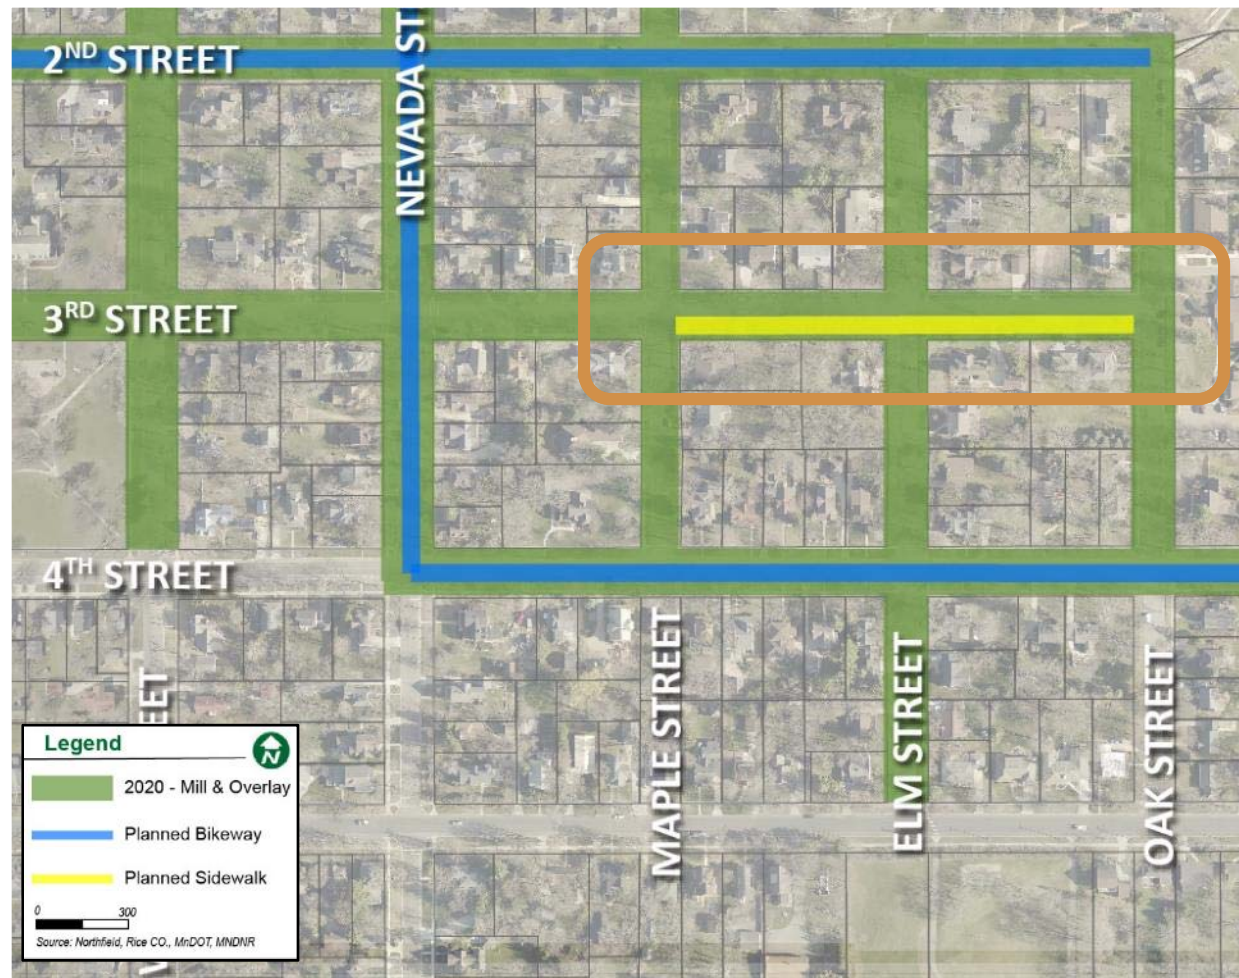 2ND STREET
NEVADA ST
3RD STREET
4TH STREET
MAPLE STREET
ELM STREET
OAK STREET
Legend
N
2020 - Mill & Overlay
Planned Bikeway
Planned Sidewalk
0 300
Source: Northfield, Rice CO., MnDOT, MNDNR